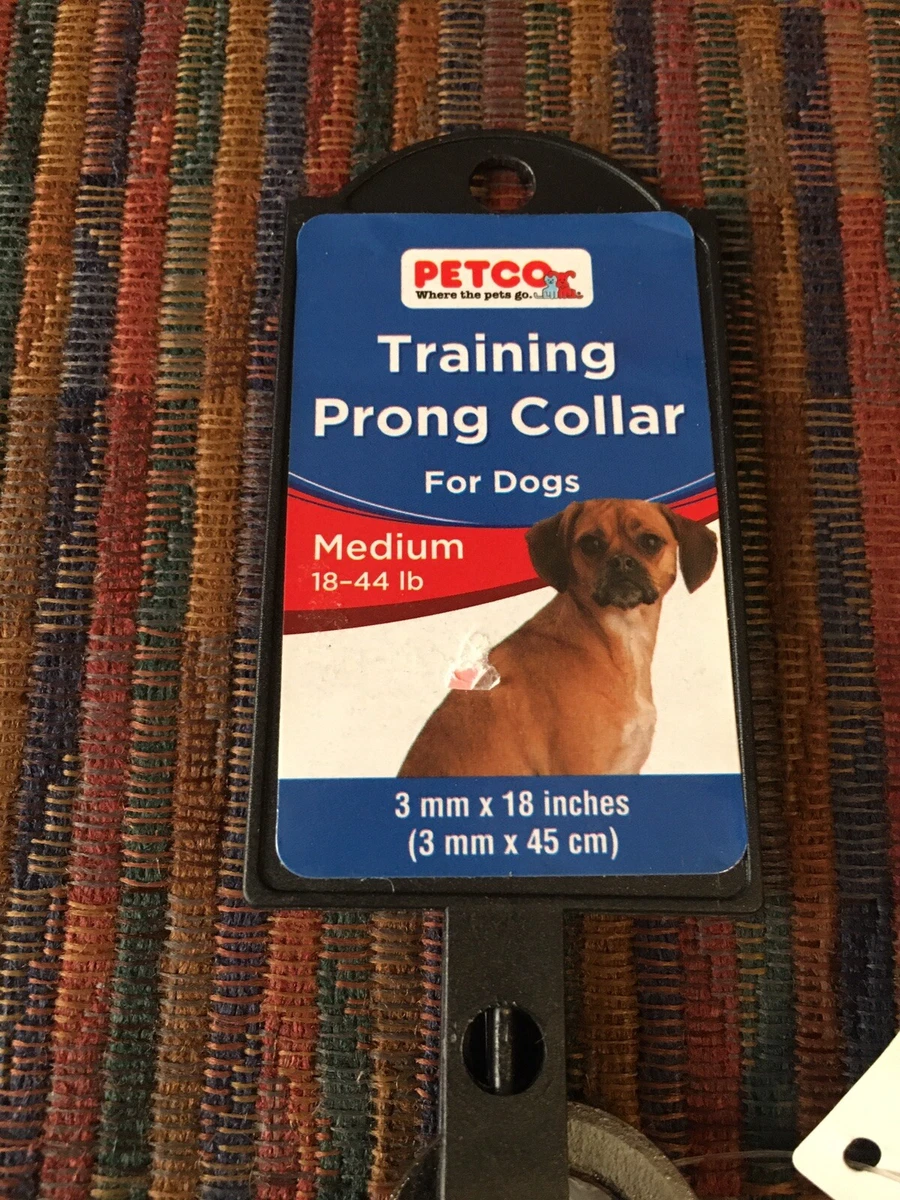 PETCO
Where the pets go.
Training
Prong Collar
For Dogs
Medium
18–44 lb
3 mm x 18 inches
(3 mm x 45 cm)